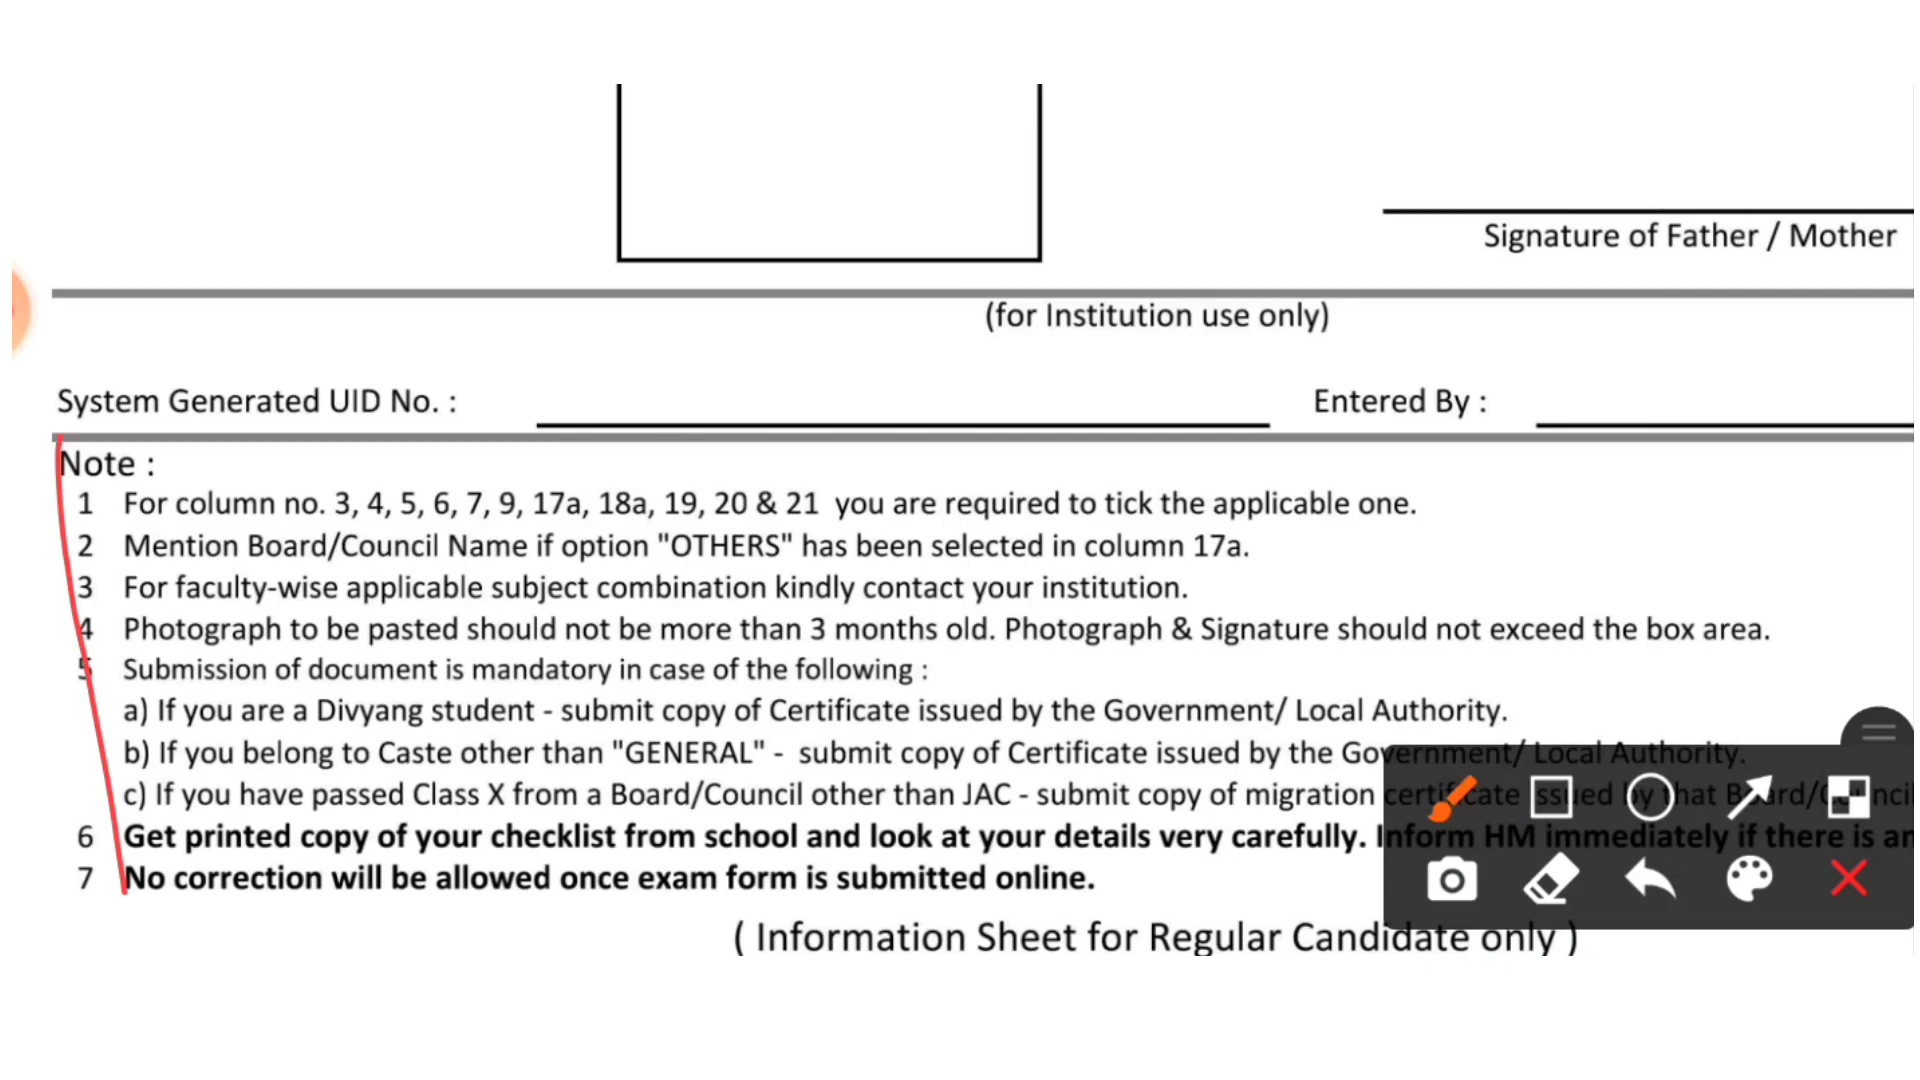 Signature of Father / Mother
(for Institution use only)
System Generated UID No. :
Entered By :
Note :
1 For column no. 3, 4, 5, 6, 7, 9, 17a, 18a, 19, 20 & 21 you are required to tick the applicable one.
2 Mention Board/Council Name if option "OTHERS" has been selected in column 17a.
3 For faculty-wise applicable subject combination kindly contact your institution.
4 Photograph to be pasted should not be more than 3 months old. Photograph & Signature should not exceed the box area.
5 Submission of document is mandatory in case of the following :
a) If you are a Divyang student - submit copy of Certificate issued by the Government/ Local Authority.
b) If you belong to Caste other than "GENERAL" - submit copy of Certificate issued by the Government/ Local Authority.
c) If you have passed Class X from a Board/Council other than JAC - submit copy of migration certificate issued by that Board/Council
6 Get printed copy of your checklist from school and look at your details very carefully. Inform HM immediately if there is
7 No correction will be allowed once exam form is submitted online.
( Information Sheet for Regular Candidate only )